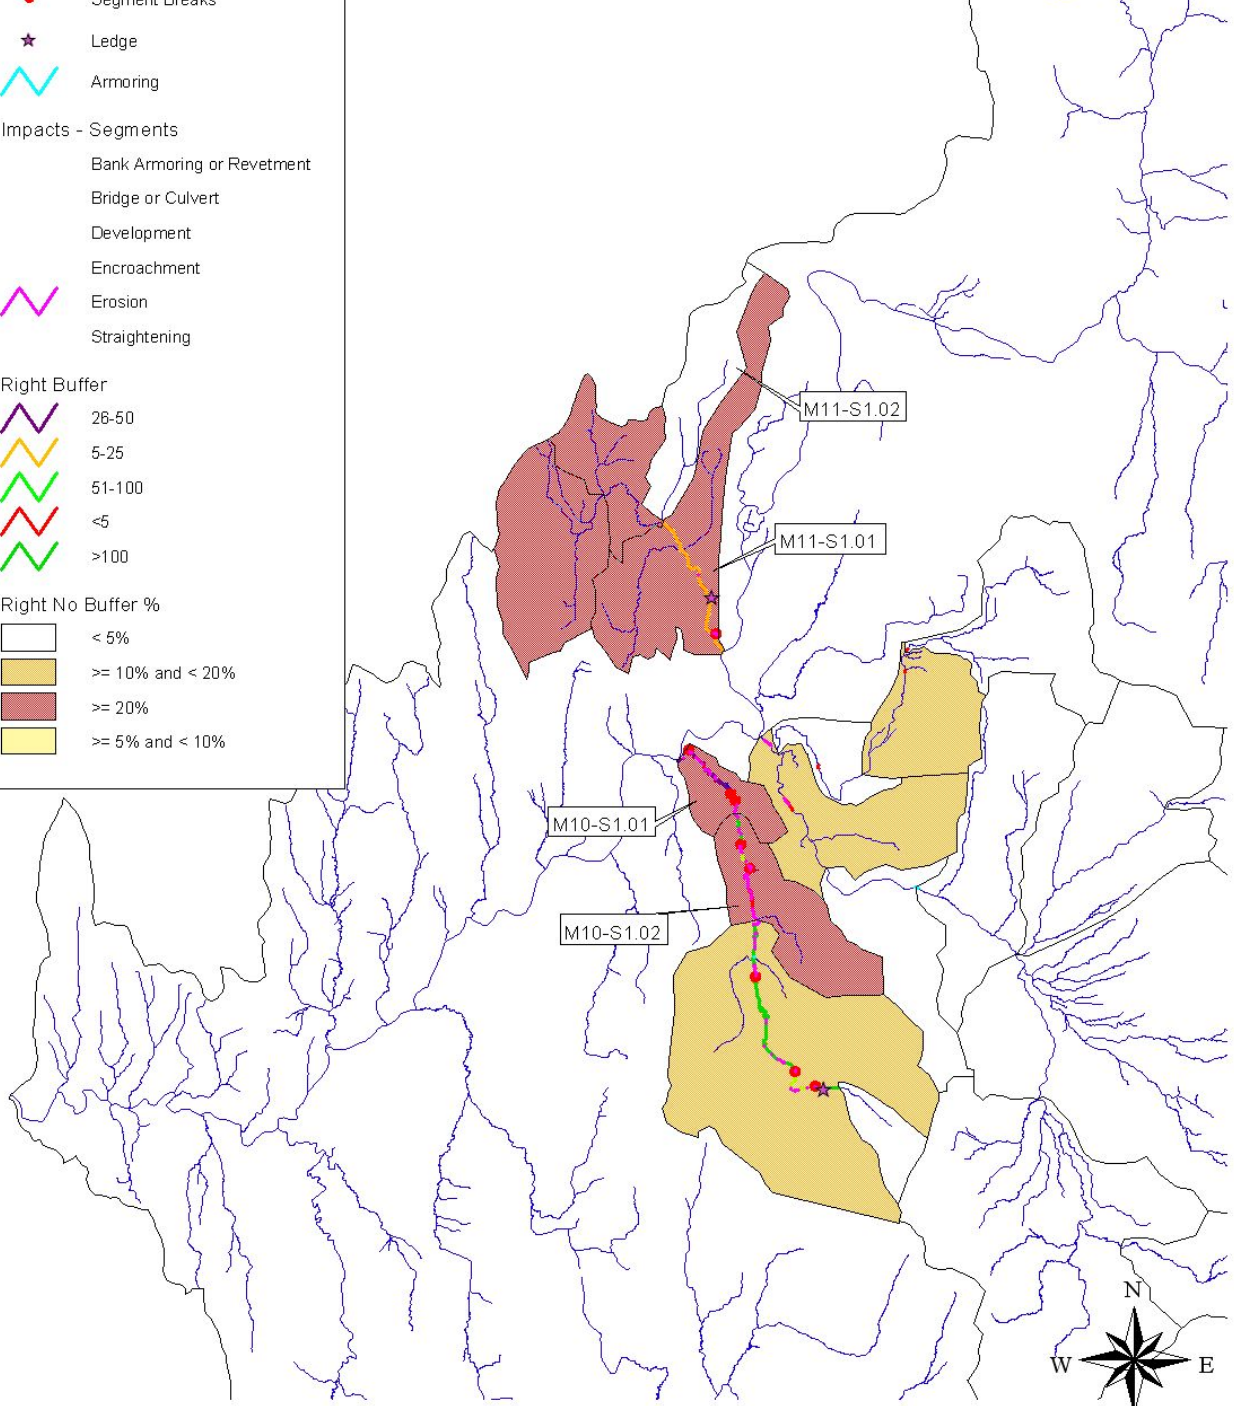 Segment Breaks
Ledge
Armoring
Impacts - Segments
Bank Armoring or Revetment
Bridge or Culvert
Development
Encroachment
Erosion
Straightening
Right Buffer
26-50
5-25
51-100
<5
>100
Right No Buffer %
< 5%
>= 10% and < 20%
>= 20%
>= 5% and < 10%
M11-S1.02
M11-S1.01
M10-S1.01
M10-S1.02
N
W E